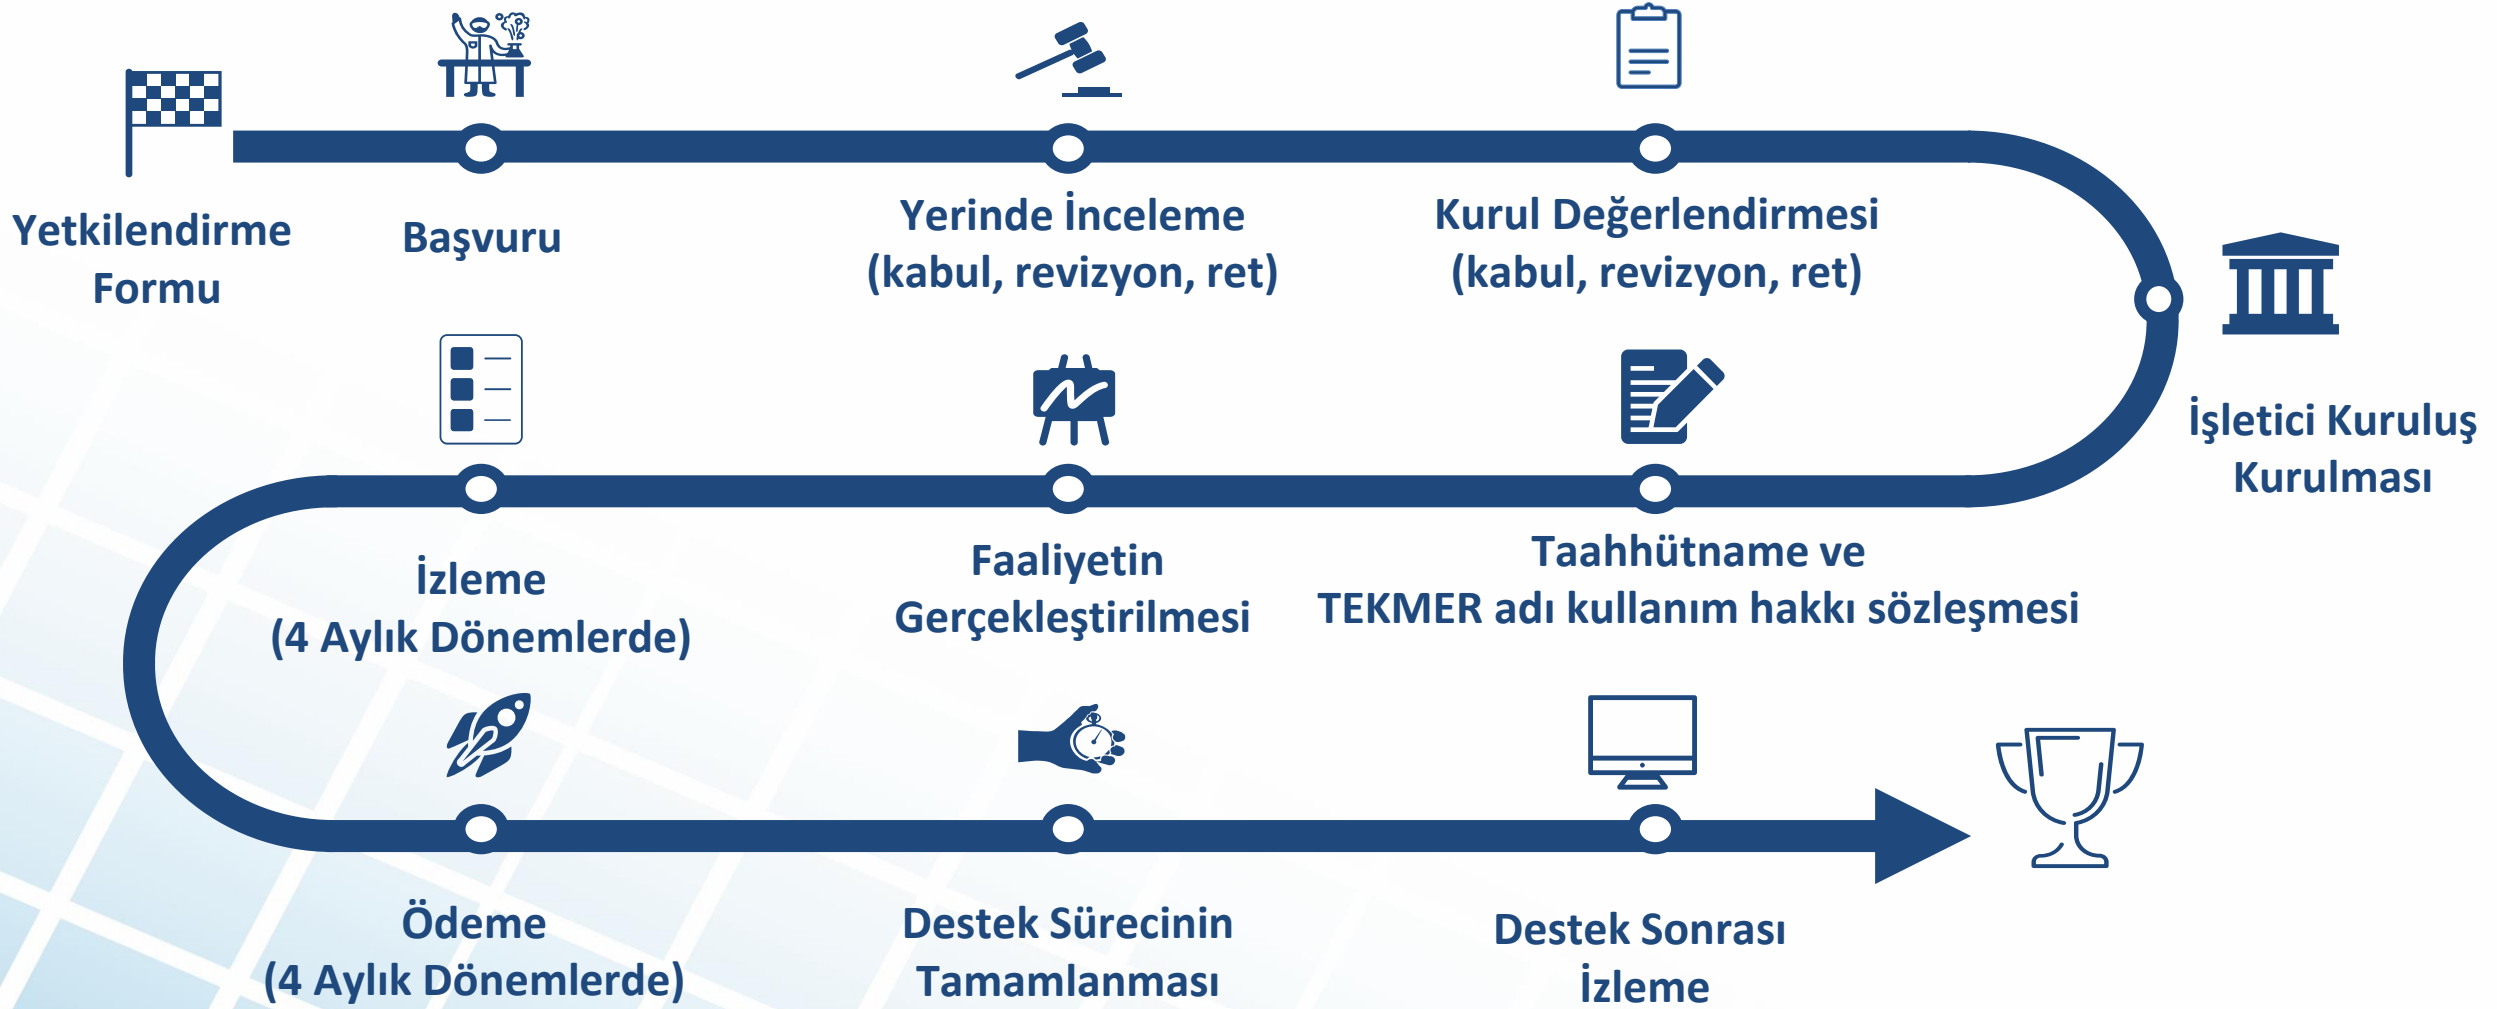 Yetkilendirme
Formu
Başvuru
Yerinde İnceleme
(kabul, revizyon, ret)
Kurul Değerlendirmesi
(kabul, revizyon, ret)
İşletici Kuruluş
Kurulması
Taahhütname ve
TEKMER adı kullanım hakkı sözleşmesi
Faaliyetin
Gerçekleştirilmesi
İzleme
(4 Aylık Dönemlerde)
Ödeme
(4 Aylık Dönemlerde)
Destek Sürecinin
Tamamlanması
Destek Sonrası
İzleme